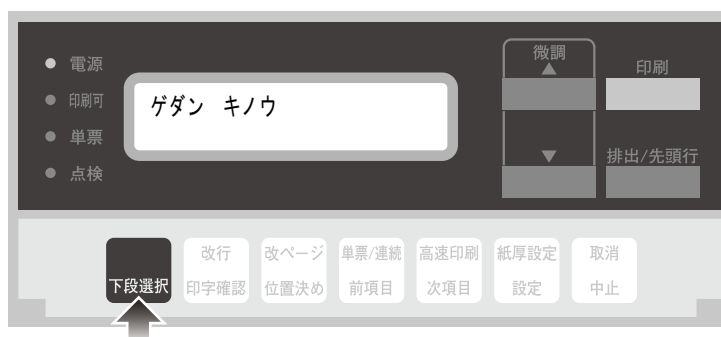 電源
印刷可
単票
点検
ゲダン キノウ
微調
▲
▼
印刷
排出/先頭行
下段選択
改行
印字確認
改ページ
位置決め
単票/連続
前項目
高速印刷
次項目
紙厚設定
設定
取消
中止